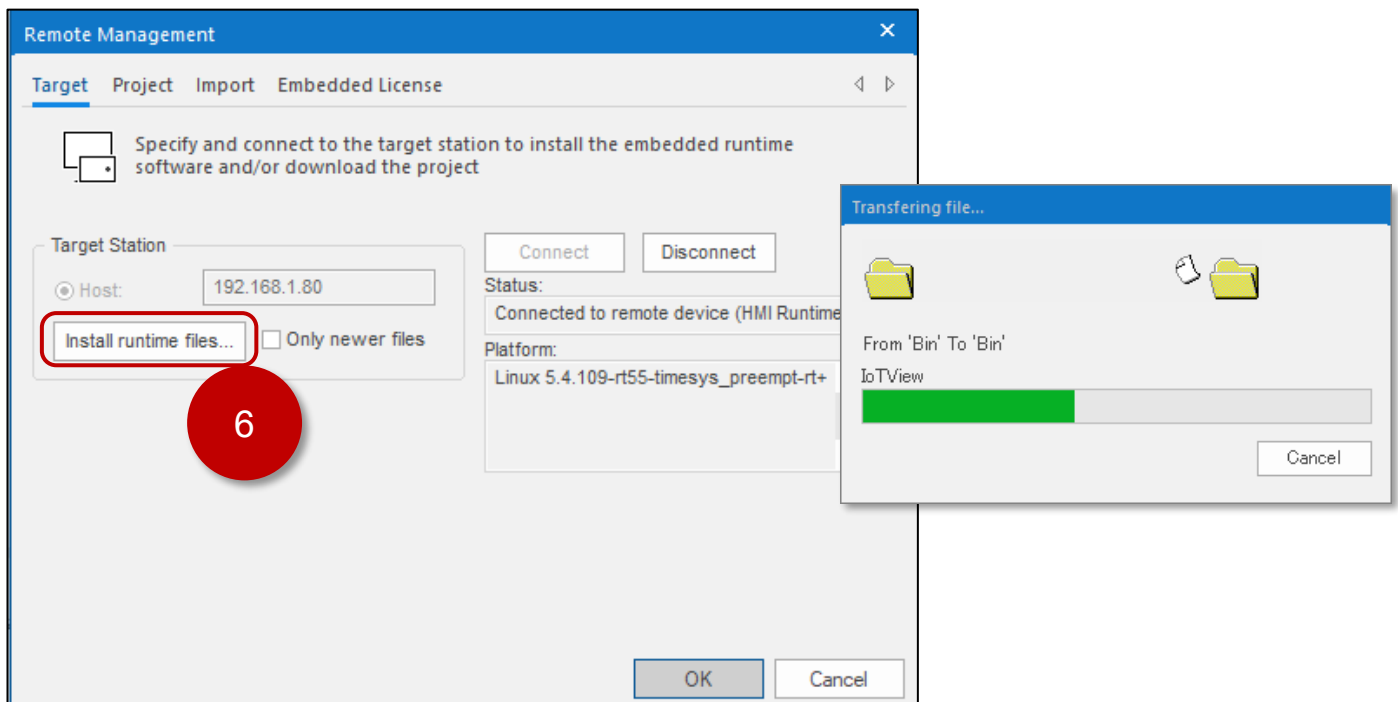 Remote Management
Target Project Import Embedded License
Specify and connect to the target station to install the embedded runtime
software and/or download the project
Target Station
Host: 192.168.1.80
Install runtime files... Only newer files
6
Connect Disconnect
Status:
Connected to remote device (HMI Runtime
Platform:
Linux 5.4.109-rt55-timesys_preempt-rt+
OK Cancel
Transfering file...
From 'Bin' To 'Bin'
IoTView
Cancel